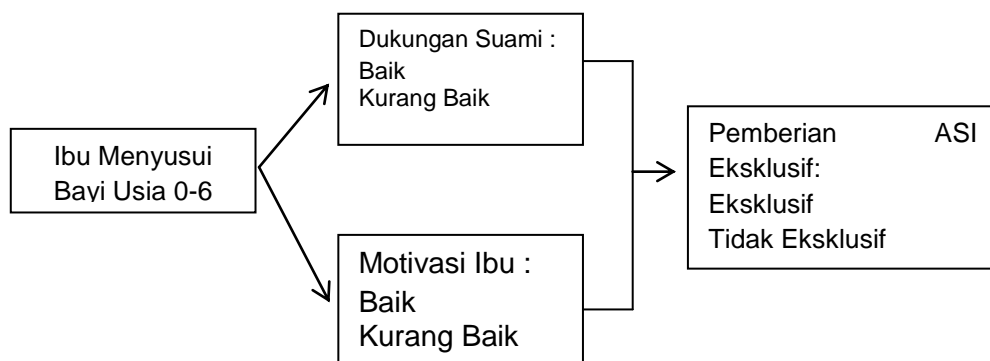 Ibu Menyusui
Bayi Usia 0-6
Dukungan Suami :
Baik
Kurang Baik
Motivasi Ibu :
Baik
Kurang Baik
Pemberian ASI
Eksklusif:
Eksklusif
Tidak Eksklusif